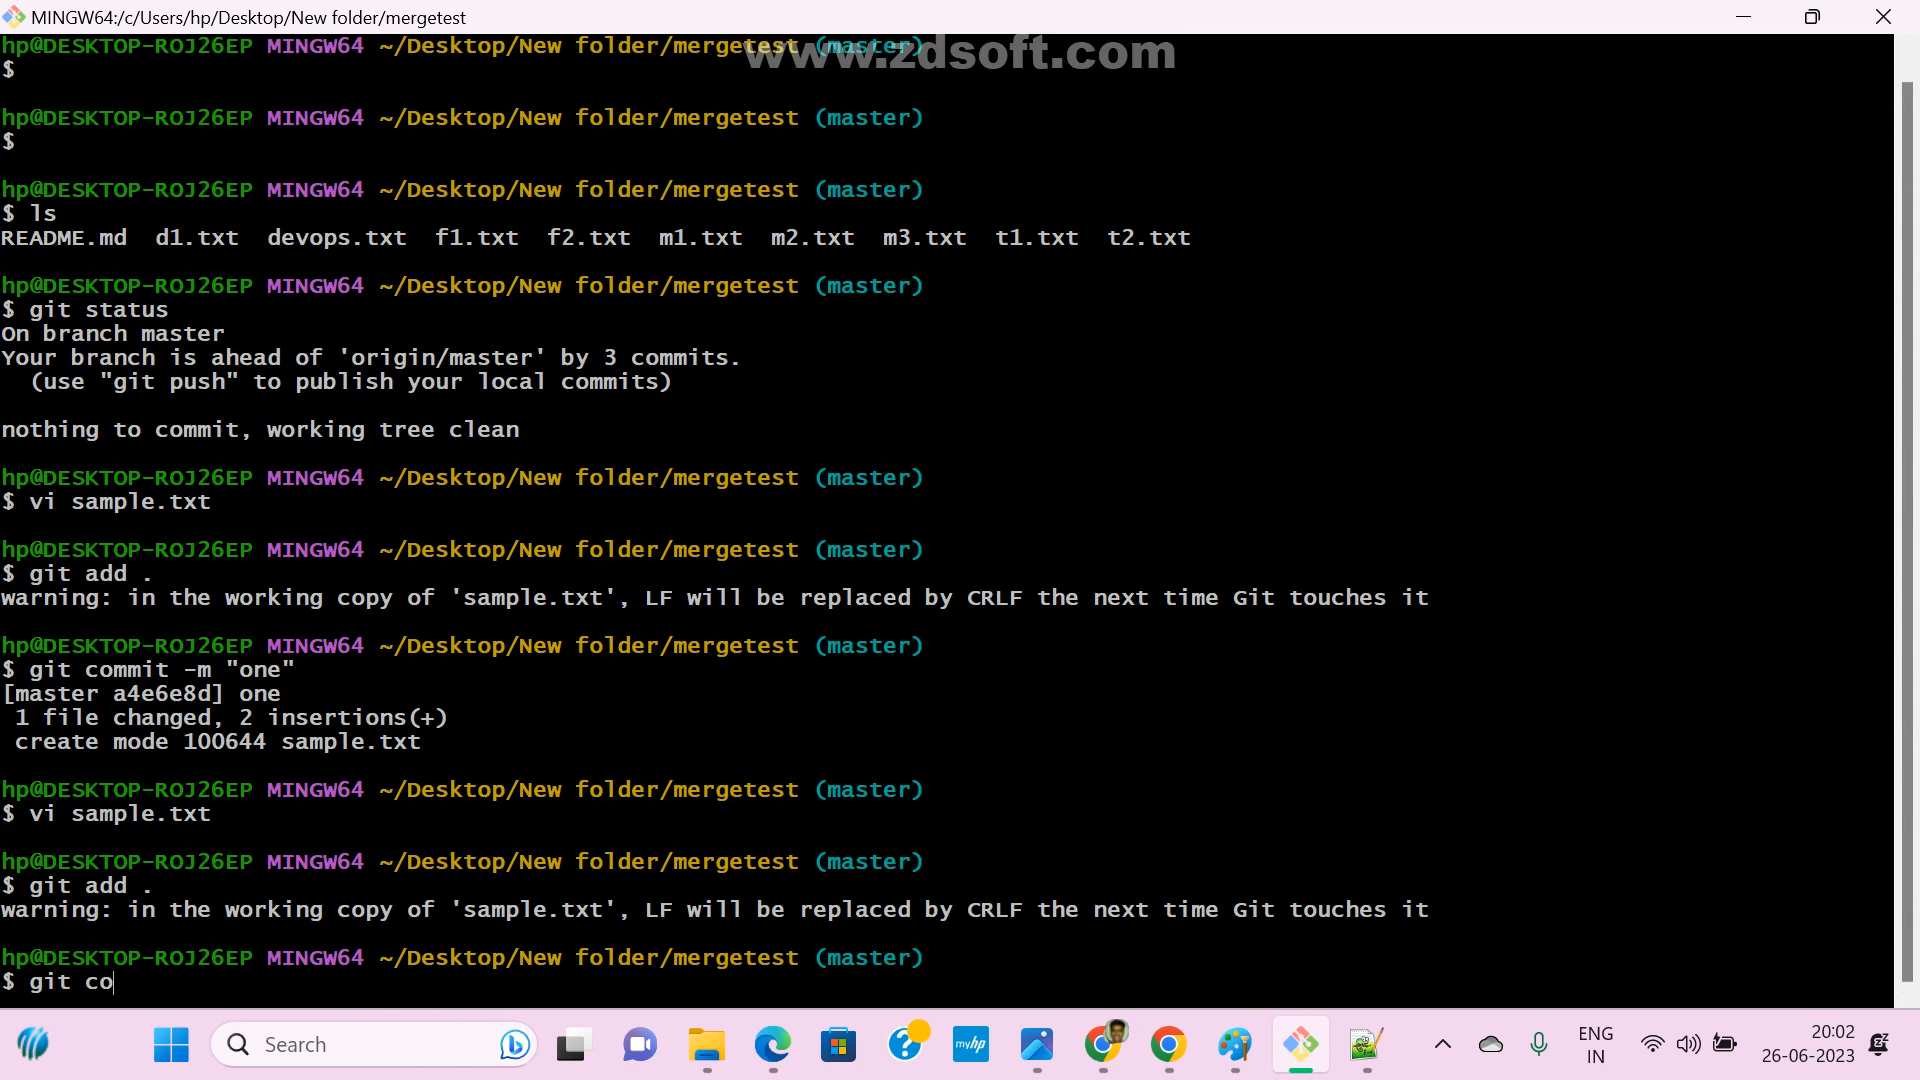 MINGW64:/c/Users/hp/Desktop/New folder/mergetest
hp@DESKTOP-ROJ26EP MINGW64 ~/Desktop/New folder/mergetest (master)
www.zdsoft.com
$
hp@DESKTOP-ROJ26EP MINGW64 ~/Desktop/New folder/mergetest (master)
$
hp@DESKTOP-ROJ26EP MINGW64 ~/Desktop/New folder/mergetest (master)
$ ls
README.md  d1.txt  devops.txt  f1.txt  f2.txt  m1.txt  m2.txt  m3.txt  t1.txt  t2.txt
hp@DESKTOP-ROJ26EP MINGW64 ~/Desktop/New folder/mergetest (master)
$ git status
On branch master
Your branch is ahead of 'origin/master' by 3 commits.
  (use "git push" to publish your local commits)
nothing to commit, working tree clean
hp@DESKTOP-ROJ26EP MINGW64 ~/Desktop/New folder/mergetest (master)
$ vi sample.txt
hp@DESKTOP-ROJ26EP MINGW64 ~/Desktop/New folder/mergetest (master)
$ git add .
warning: in the working copy of 'sample.txt', LF will be replaced by CRLF the next time Git touches it
hp@DESKTOP-ROJ26EP MINGW64 ~/Desktop/New folder/mergetest (master)
$ git commit -m "one"
[master a4e6e8d] one
 1 file changed, 2 insertions(+)
 create mode 100644 sample.txt
hp@DESKTOP-ROJ26EP MINGW64 ~/Desktop/New folder/mergetest (master)
$ vi sample.txt
hp@DESKTOP-ROJ26EP MINGW64 ~/Desktop/New folder/mergetest (master)
$ git add .
warning: in the working copy of 'sample.txt', LF will be replaced by CRLF the next time Git touches it
hp@DESKTOP-ROJ26EP MINGW64 ~/Desktop/New folder/mergetest (master)
$ git co
Search
myhp
ENG
IN
20:02
26-06-2023